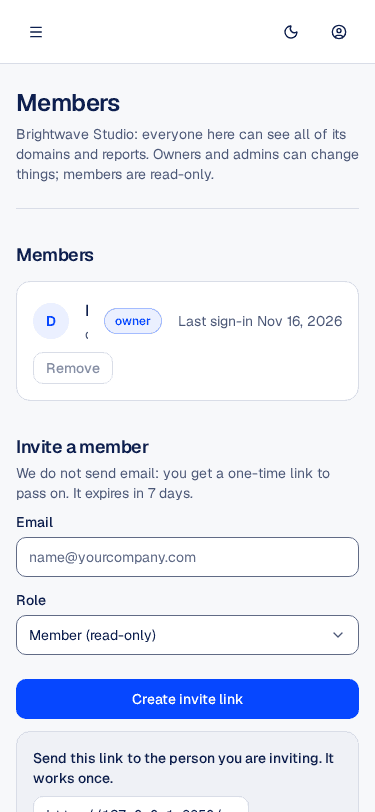 Members
Brightwave Studio: everyone here can see all of its
domains and reports. Owners and admins can change
things; members are read-only.
Members
D
owner
Last sign-in Nov 16, 2026
Remove
Invite a member
We do not send email: you get a one-time link to
pass on. It expires in 7 days.
Email
name@yourcompany.com
Role
Member (read-only)
Create invite link
Send this link to the person you are inviting. It
works once.